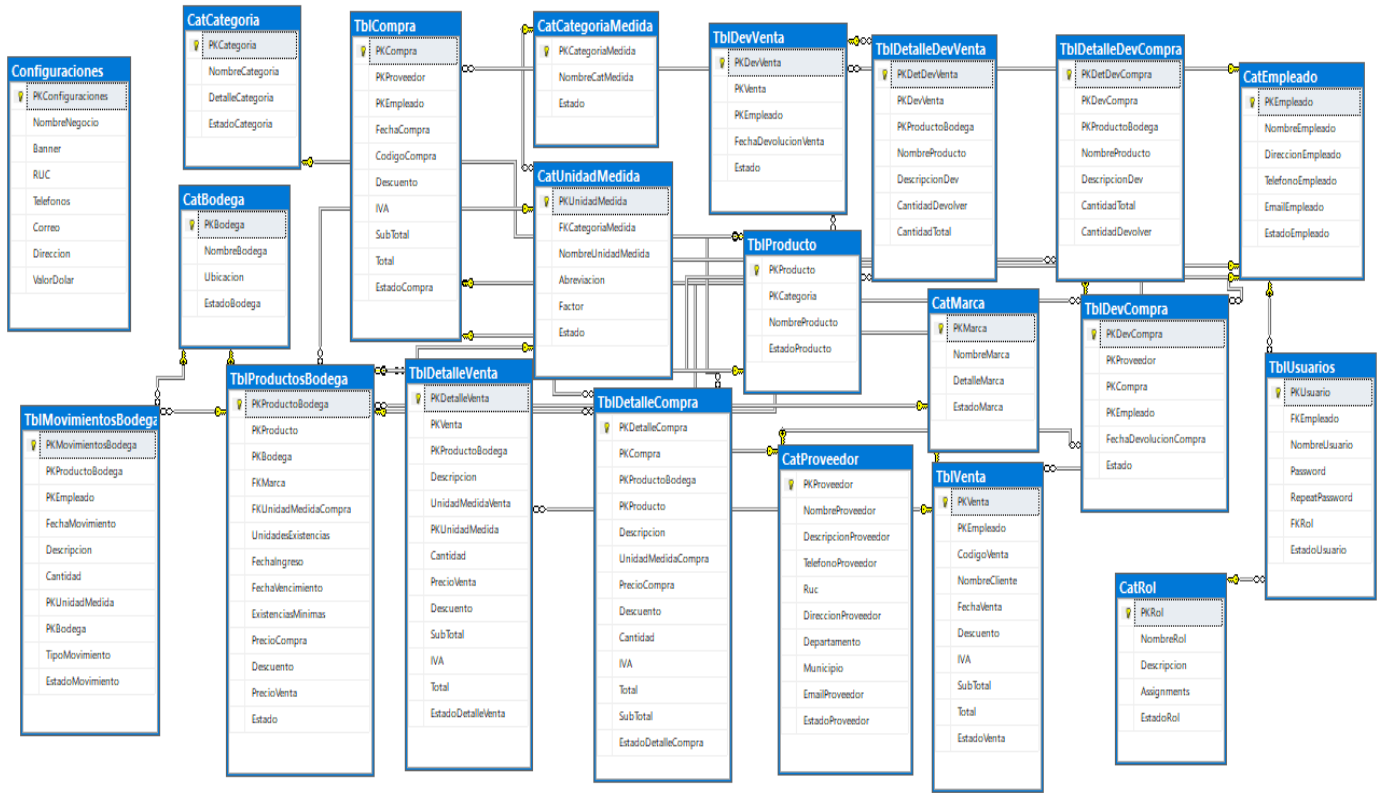 Configuraciones
PKConfiguraciones
NombreNegocio
Banner
RUC
Telefonos
Correo
Direccion
ValorDolar
CatCategoria
PKCategoria
NombreCategoria
DetalleCategoria
EstadoCategoria
CatBodega
PKBodega
NombreBodega
Ubicacion
EstadoBodega
TblCompra
PKCompra
PKProveedor
PKEmpleado
FechaCompra
CodigoCompra
Descuento
IVA
SubTotal
Total
EstadoCompra
CatCategoriaMedida
PKCategoriaMedida
NombreCatMedida
Estado
CatUnidadMedida
PKUnidadMedida
FKCategoriaMedida
NombreUnidadMedida
Abreviacion
Factor
Estado
TblDevVenta
PKDevVenta
PKVenta
PKEmpleado
FechaDevolucionVenta
Estado
TblDetalleDevVenta
PKDetDevVenta
PKDevVenta
PKProductoBodega
NombreProducto
DescripcionDev
CantidadDevolver
CantidadTotal
TblDetalleDevCompra
PKDetDevCompra
PKDevCompra
PKProductoBodega
NombreProducto
DescripcionDev
CantidadTotal
CantidadDevolver
CatEmpleado
PKEmpleado
NombreEmpleado
DireccionEmpleado
TelefonoEmpleado
EmailEmpleado
EstadoEmpleado
TblProducto
PKProducto
PKCategoria
NombreProducto
EstadoProducto
CatMarca
PKMarca
NombreMarca
DetalleMarca
EstadoMarca
TblDevCompra
PKDevCompra
PKProveedor
PKCompra
PKEmpleado
FechaDevolucionCompra
Estado
TblUsuarios
PKUsuario
FKEmpleado
NombreUsuario
Password
RepeatPassword
FKRol
EstadoUsuario
TblMovimientosBodega
PKMovimientosBodega
PKProductoBodega
PKEmpleado
FechaMovimiento
Descripcion
Cantidad
PKUnidadMedida
PKBodega
TipoMovimiento
EstadoMovimiento
TblProductosBodega
PKProductoBodega
PKProducto
PKBodega
FKMarca
FKUnidadMedidaCompra
UnidadesExistencias
FechaIngreso
FechaVencimiento
ExistenciasMinimas
PrecioCompra
Descuento
PrecioVenta
Estado
TblDetalleVenta
PKDetalleVenta
PKVenta
PKProductoBodega
Descripcion
UnidadMedidaVenta
PKUnidadMedida
Cantidad
PrecioVenta
Descuento
SubTotal
IVA
Total
EstadoDetalleVenta
TblDetalleCompra
PKDetalleCompra
PKCompra
PKProductoBodega
PKProducto
Descripcion
UnidadMedidaCompra
PrecioCompra
Descuento
Cantidad
IVA
Total
SubTotal
EstadoDetalleCompra
CatProveedor
PKProveedor
NombreProveedor
DescripcionProveedor
TelefonoProveedor
Ruc
DireccionProveedor
Departamento
Municipio
EmailProveedor
EstadoProveedor
TblVenta
PKVenta
PKEmpleado
CodigoVenta
NombreCliente
FechaVenta
Descuento
IVA
SubTotal
Total
EstadoVenta
CatRol
PKRol
NombreRol
Descripcion
Assignments
EstadoRol